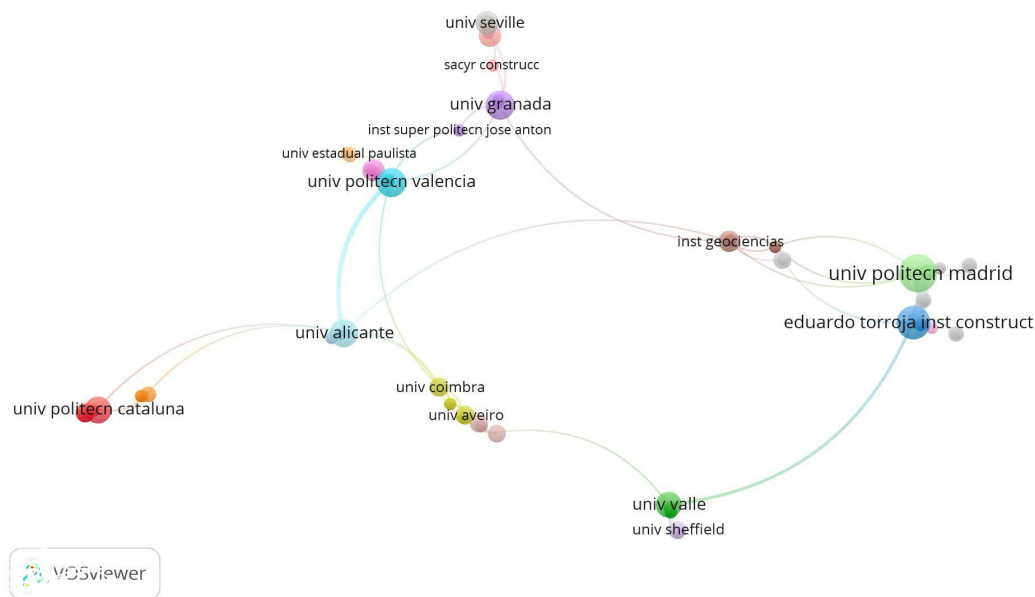 univ seville
sacyr construcc
univ granada
inst super politecn jose anton
univ estadual paulista
univ politecn valencia
inst geociencias
univ politecn madrid
eduardo torroja inst construct
univ alicante
univ coimbra
univ politecn cataluna
univ aveiro
univ valle
univ sheffield
VOSviewer